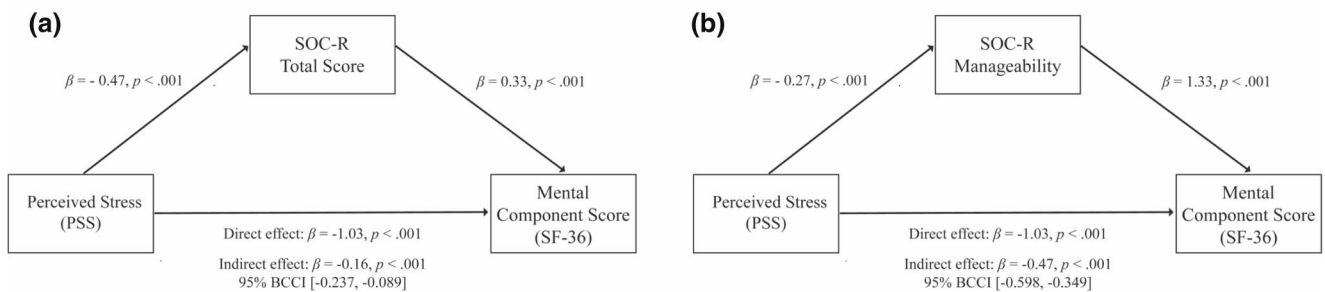 (a)
SOC-R
Total Score
β = - 0.47, p < .001
β = 0.33, p < .001
Perceived Stress
(PSS)
Mental
Component Score
(SF-36)
Direct effect: β = -1.03, p < .001
Indirect effect: β = -0.16, p < .001
95% BCCI [-0.237, -0.089]
(b)
SOC-R
Manageability
β = - 0.27, p < .001
β = 1.33, p < .001
Perceived Stress
(PSS)
Mental
Component Score
(SF-36)
Direct effect: β = -1.03, p < .001
Indirect effect: β = -0.47, p < .001
95% BCCI [-0.598, -0.349]